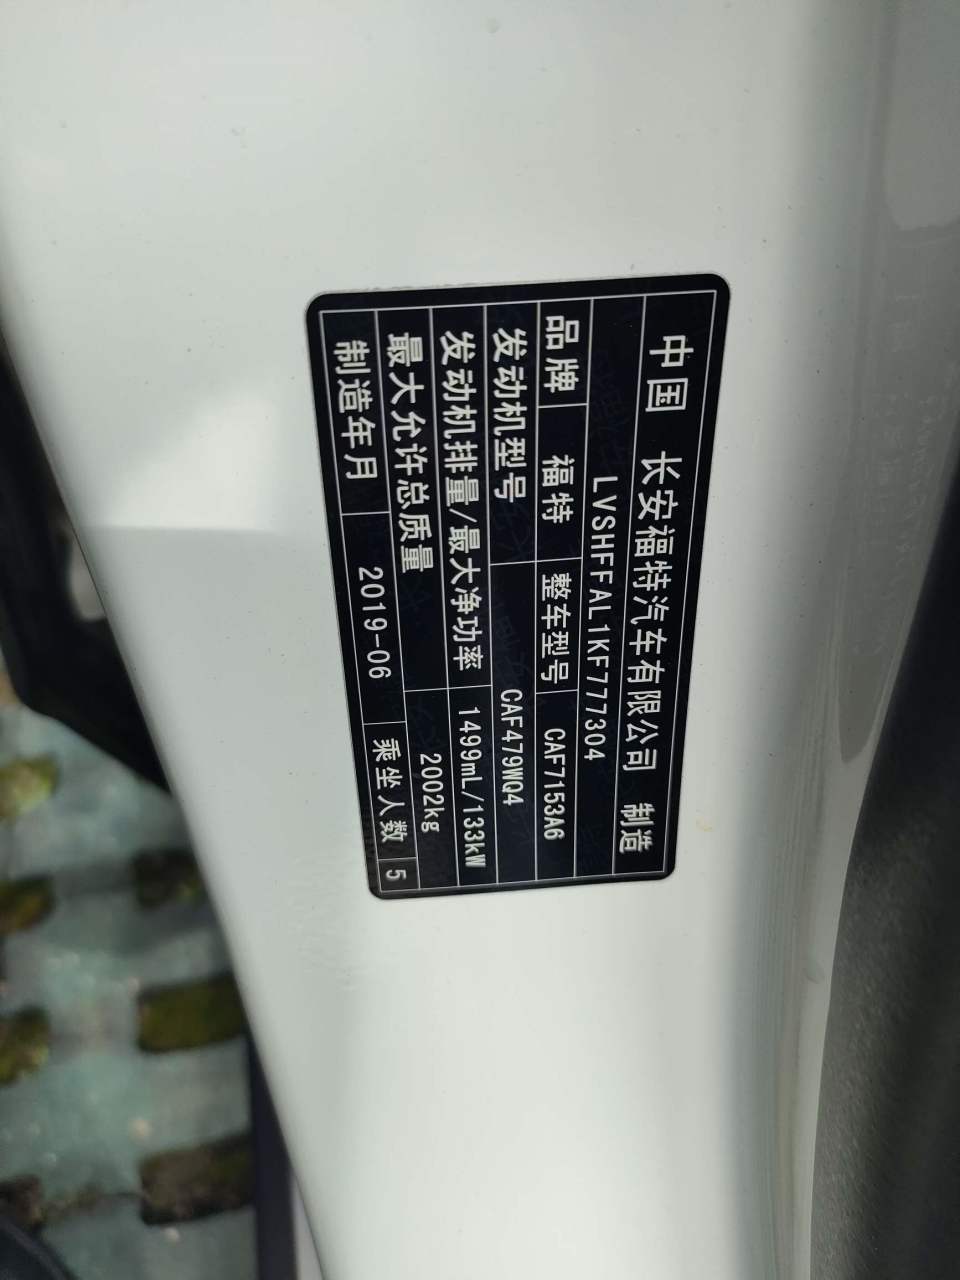 中国 长安福特汽车有限公司 制造
LVSHFFAL1KF777304
品牌 福特 整车型号 CAF7153A6
发动机型号 CAF479WQ4
发动机排量/最大净功率 1499mL/133kW
最大允许总质量 2002kg
制造年月 2019-06 乘坐人数 5